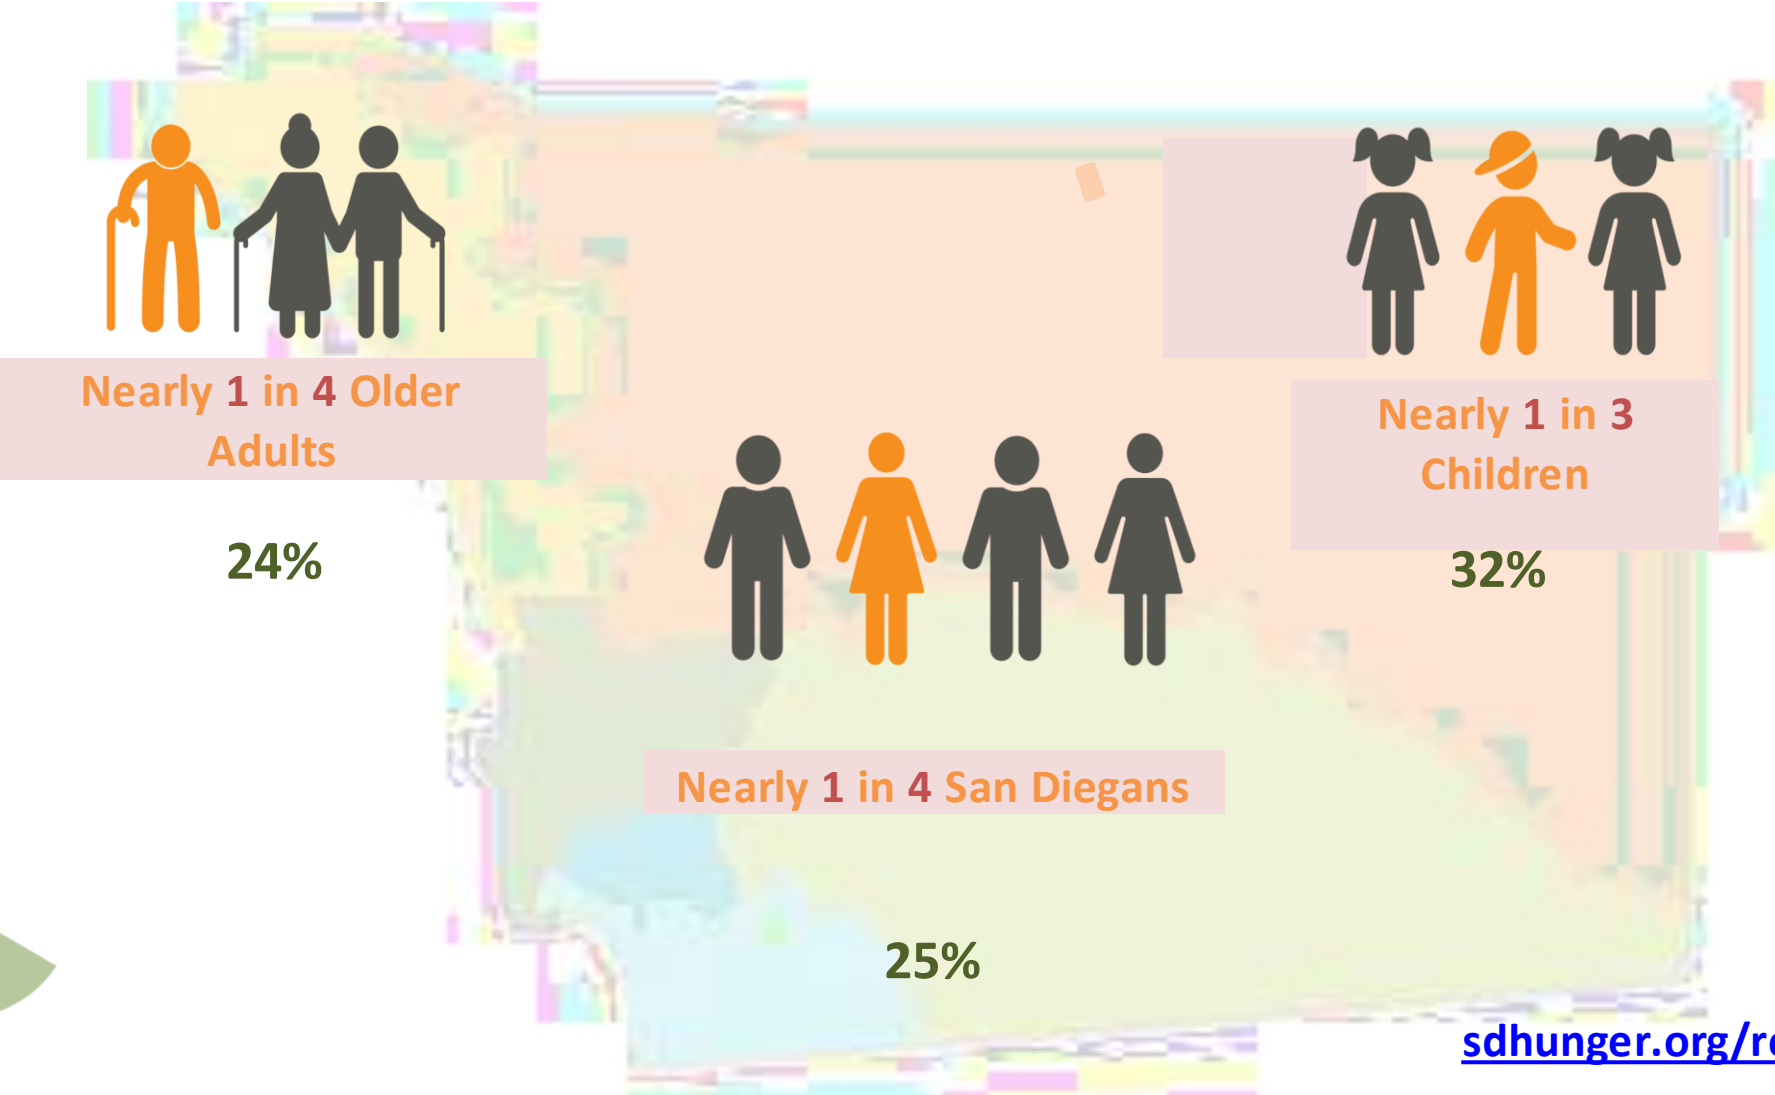 Nearly 1 in 4 Older
Adults
24%
Nearly 1 in 3
Children
32%
Nearly 1 in 4 San Diegans
25%
sdhunger.org/re